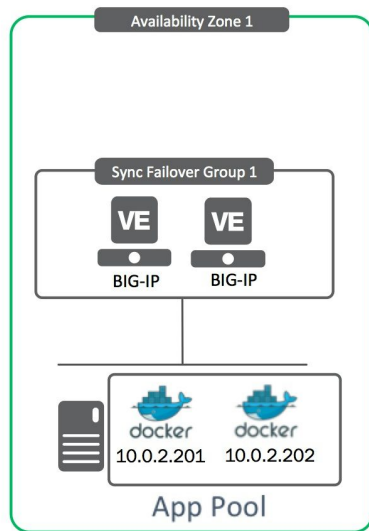 Availability Zone 1
Sync Failover Group 1
VE VE
BIG-IP BIG-IP
docker docker
10.0.2.201 10.0.2.202
App Pool